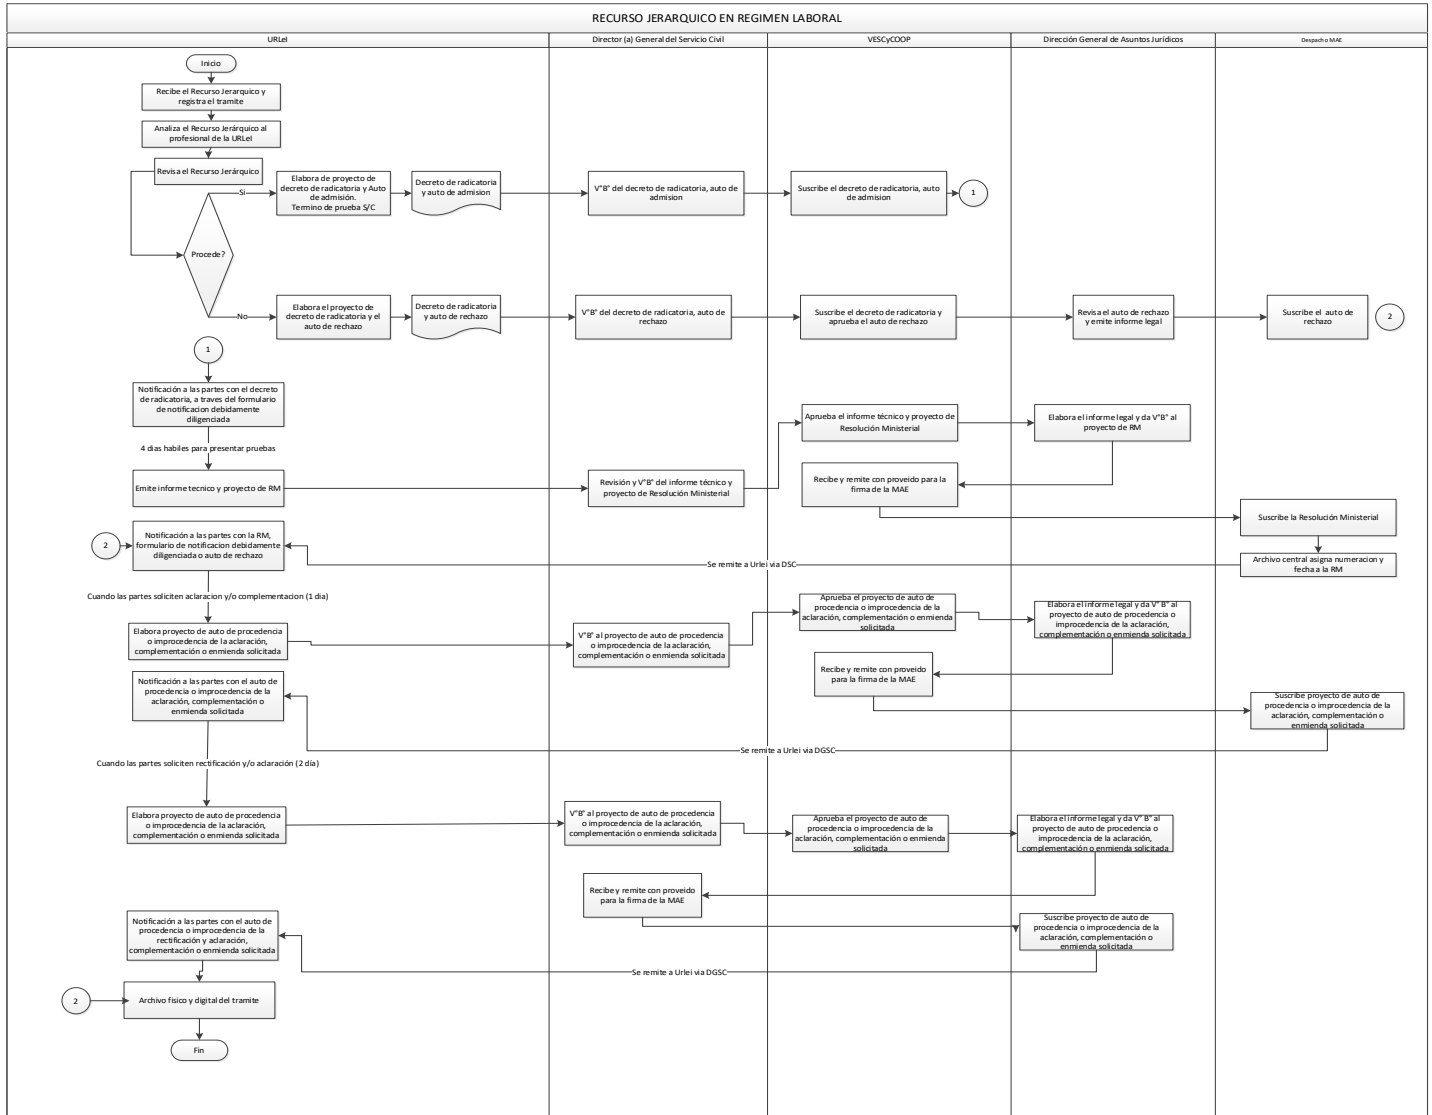 RECURSO JERARQUICO EN REGIMEN LABORAL
URLeI
Director (a) General del Servicio Civil
VESCyCOOP
Dirección General de Asuntos Jurídicos
Despacho MAE
Inicio
Recibe el Recurso Jerarquico y
registra el tramite
Analiza el Recurso Jerárquico al
profesional de la URLeI
Revisa el Recurso Jerárquico
Si
Elabora de proyecto de
decreto de radicatoria y Auto
de admisión.
Termino de prueba S/C
Decreto de radicatoria
y auto de admision
V°B° del decreto de radicatoria, auto de
admision
Suscribe el decreto de radicatoria, auto
de admision
1
Procede?
No
Elabora el proyecto de
decreto de radicatoria y el
auto de rechazo
Decreto de radicatoria
y auto de rechazo
V°B° del decreto de radicatoria, auto de
rechazo
Suscribe el decreto de radicatoria y
aprueba el auto de rechazo
Revisa el auto de rechazo
y emite informe legal
Suscribe el auto de
rechazo
2
1
Notificación a las partes con el decreto
de radicatoria, a traves del formulario
de notificacion debidamente
diligenciada
4 dias habiles para presentar pruebas
Emite informe tecnico y proyecto de RM
Revisión y V°B° del informe técnico y
proyecto de Resolución Ministerial
Aprueba el informe técnico y proyecto de
Resolución Ministerial
Elabora el informe legal y da V°B° al
proyecto de RM
Recibe y remite con proveido para la
firma de la MAE
Suscribe la Resolución Ministerial
Archivo central asigna numeracion y
fecha a la RM
Se remite a Urlei via DSC
2
Notificación a las partes con la RM,
formulario de notificacion debidamente
diligenciada o auto de rechazo
Cuando las partes soliciten aclaracion y/o complementacion (1 dia)
Elabora proyecto de auto de procedencia
o improcedencia de la aclaración,
complementación o enmienda solicitada
V°B° al proyecto de auto de procedencia
o improcedencia de la aclaración,
complementación o enmienda solicitada
Aprueba el proyecto de auto de
procedencia o improcedencia de la
aclaración, complementación o enmienda
solicitada
Elabora el informe legal y da V° B° al
proyecto de auto de procedencia o
improcedencia de la aclaración,
complementación o enmienda solicitada
Recibe y remite con proveido
para la firma de la MAE
Suscribe proyecto de auto de
procedencia o improcedencia de la
aclaración, complementación o
enmienda solicitada
Se remite a Urlei via DGSC
Notificación a las partes con el auto de
procedencia o improcedencia de la
aclaración, complementación o
enmienda solicitada
Cuando las partes soliciten rectificación y/o aclaración (2 día)
Elabora proyecto de auto de procedencia
o improcedencia de la aclaración,
complementación o enmienda solicitada
V°B° al proyecto de auto de procedencia
o improcedencia de la aclaración,
complementación o enmienda solicitada
Aprueba el proyecto de auto de
procedencia o improcedencia de la
aclaración, complementación o enmienda
solicitada
Elabora el informe legal y da V° B° al
proyecto de auto de procedencia o
improcedencia de la aclaración,
complementación o enmienda solicitada
Recibe y remite con proveido
para la firma de la MAE
Suscribe proyecto de auto de
procedencia o improcedencia de la
aclaración, complementación o
enmienda solicitada
Se remite a Urlei via DGSC
Notificación a las partes con el auto de
procedencia o improcedencia de la
rectificación y aclaración,
complementación o enmienda solicitada
2
Archivo fisico y digital del tramite
Fin